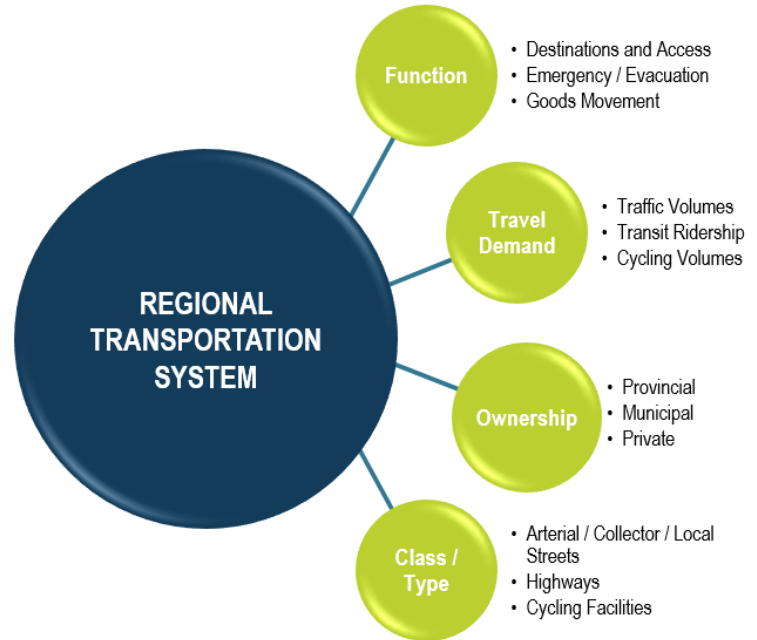 Function
• Destinations and Access
• Emergency / Evacuation
• Goods Movement
REGIONAL
TRANSPORTATION
SYSTEM
Travel
Demand
• Traffic Volumes
• Transit Ridership
• Cycling Volumes
Ownership
• Provincial
• Municipal
• Private
Class /
Type
• Arterial / Collector / Local
Streets
• Highways
• Cycling Facilities